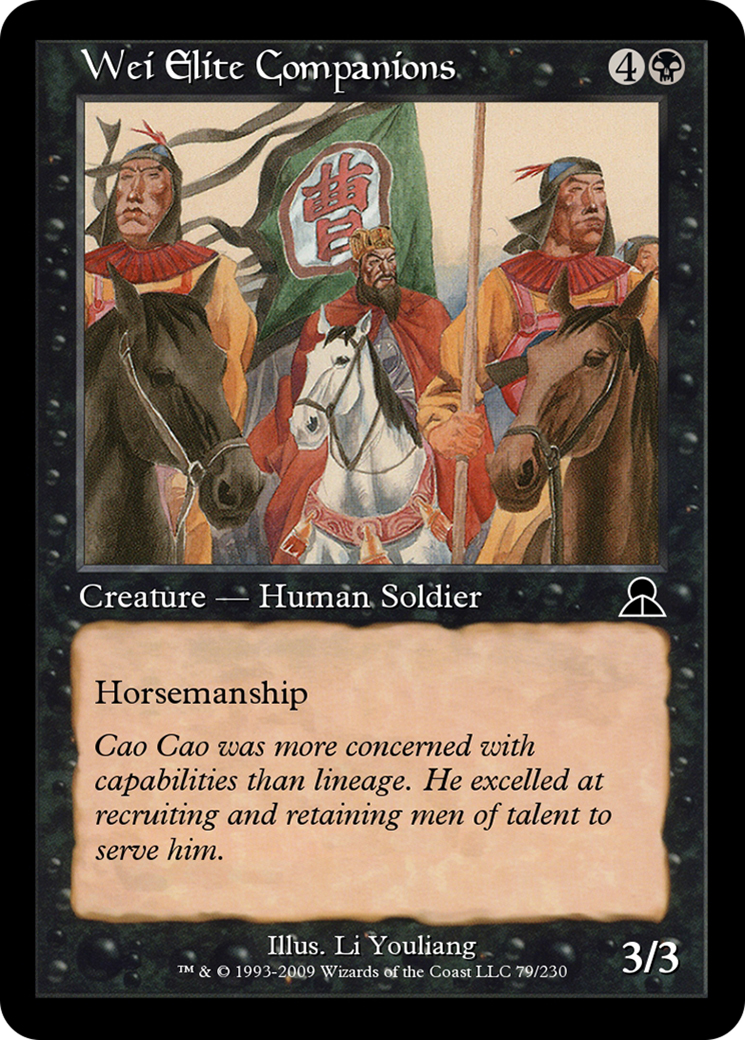 Wei Elite Companions 4
曹
Creature — Human Soldier
Horsemanship
Cao Cao was more concerned with
capabilities than lineage. He excelled at
recruiting and retaining men of talent to
serve him.
Illus. Li Youliang
™ & © 1993-2009 Wizards of the Coast LLC 79/230
3/3